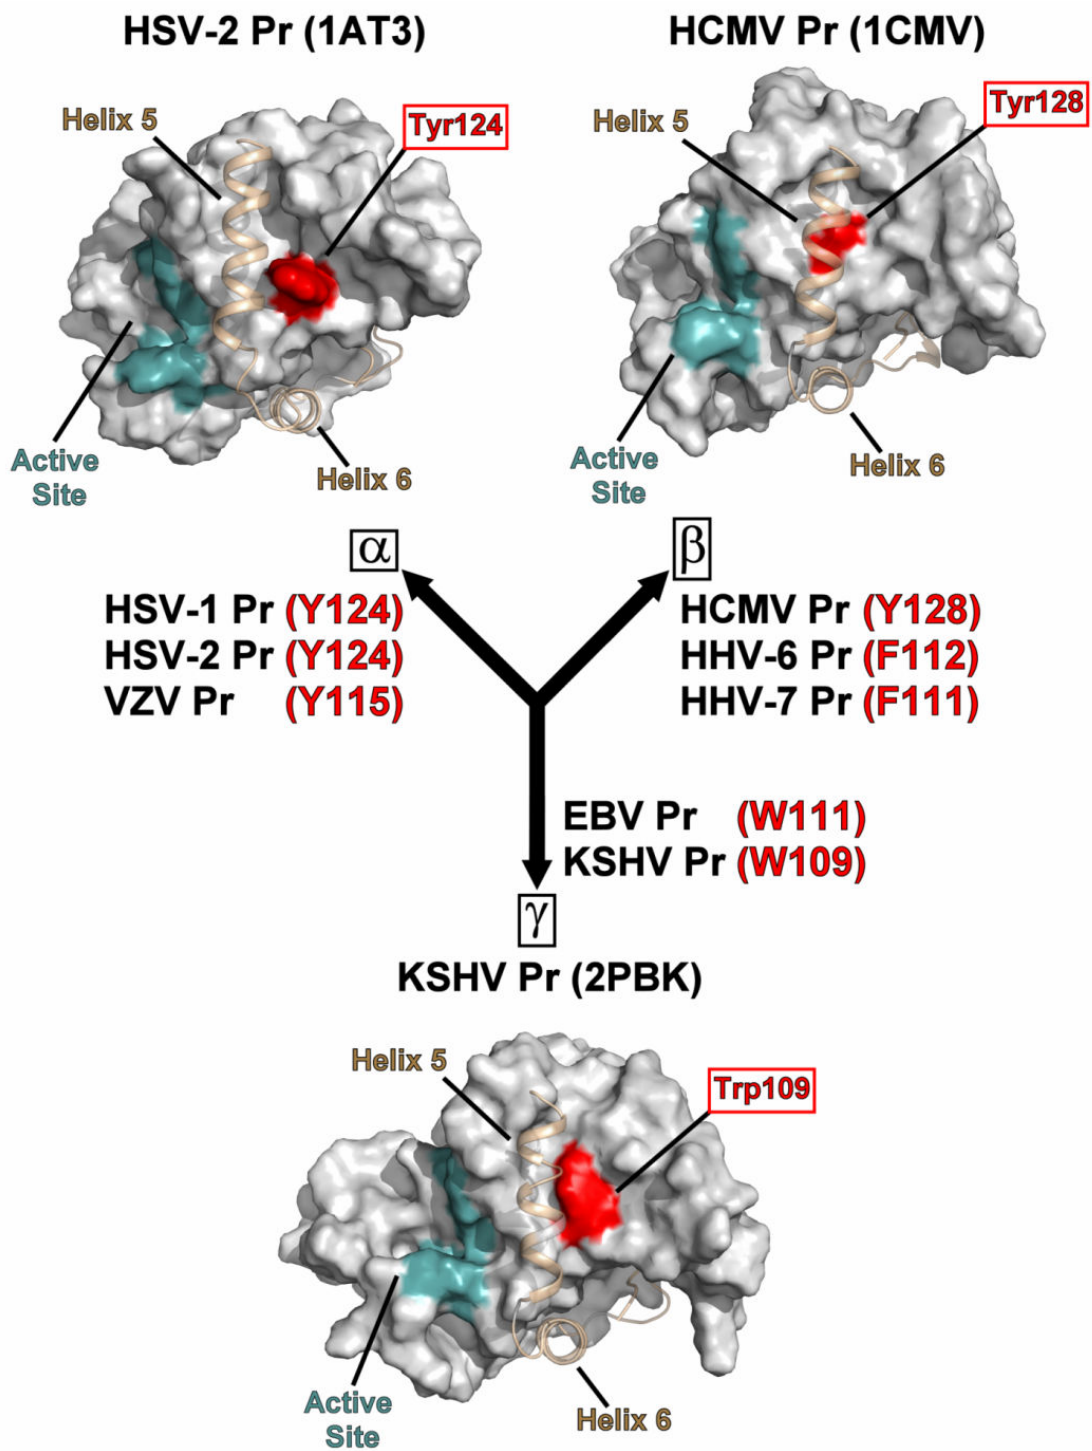 HSV-2 Pr (1AT3)
HCMV Pr (1CMV)
Helix 5
Tyr124
Helix 5
Tyr128
Active
Site
Helix 6
Active
Site
Helix 6
α
β
HSV-1 Pr (Y124)
HSV-2 Pr (Y124)
VZV Pr (Y115)
HCMV Pr (Y128)
HHV-6 Pr (F112)
HHV-7 Pr (F111)
EBV Pr (W111)
KSHV Pr (W109)
γ
KSHV Pr (2PBK)
Helix 5
Trp109
Active
Site
Helix 6